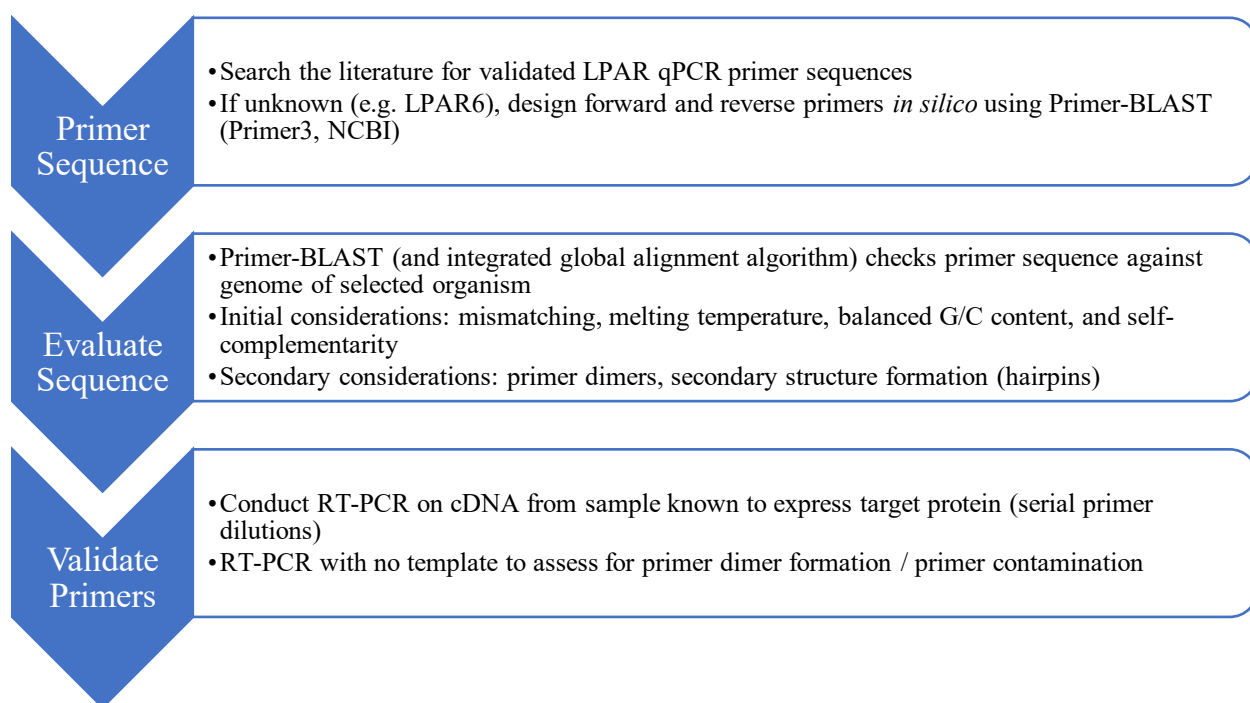 Primer
Sequence
•Search the literature for validated LPAR qPCR primer sequences
•If unknown (e.g. LPAR6), design forward and reverse primers in silico using Primer-BLAST
(Primer3, NCBI)
Evaluate
Sequence
•Primer-BLAST (and integrated global alignment algorithm) checks primer sequence against
genome of selected organism
•Initial considerations: mismatching, melting temperature, balanced G/C content, and self-
complementarity
•Secondary considerations: primer dimers, secondary structure formation (hairpins)
Validate
Primers
•Conduct RT-PCR on cDNA from sample known to express target protein (serial primer
dilutions)
•RT-PCR with no template to assess for primer dimer formation / primer contamination